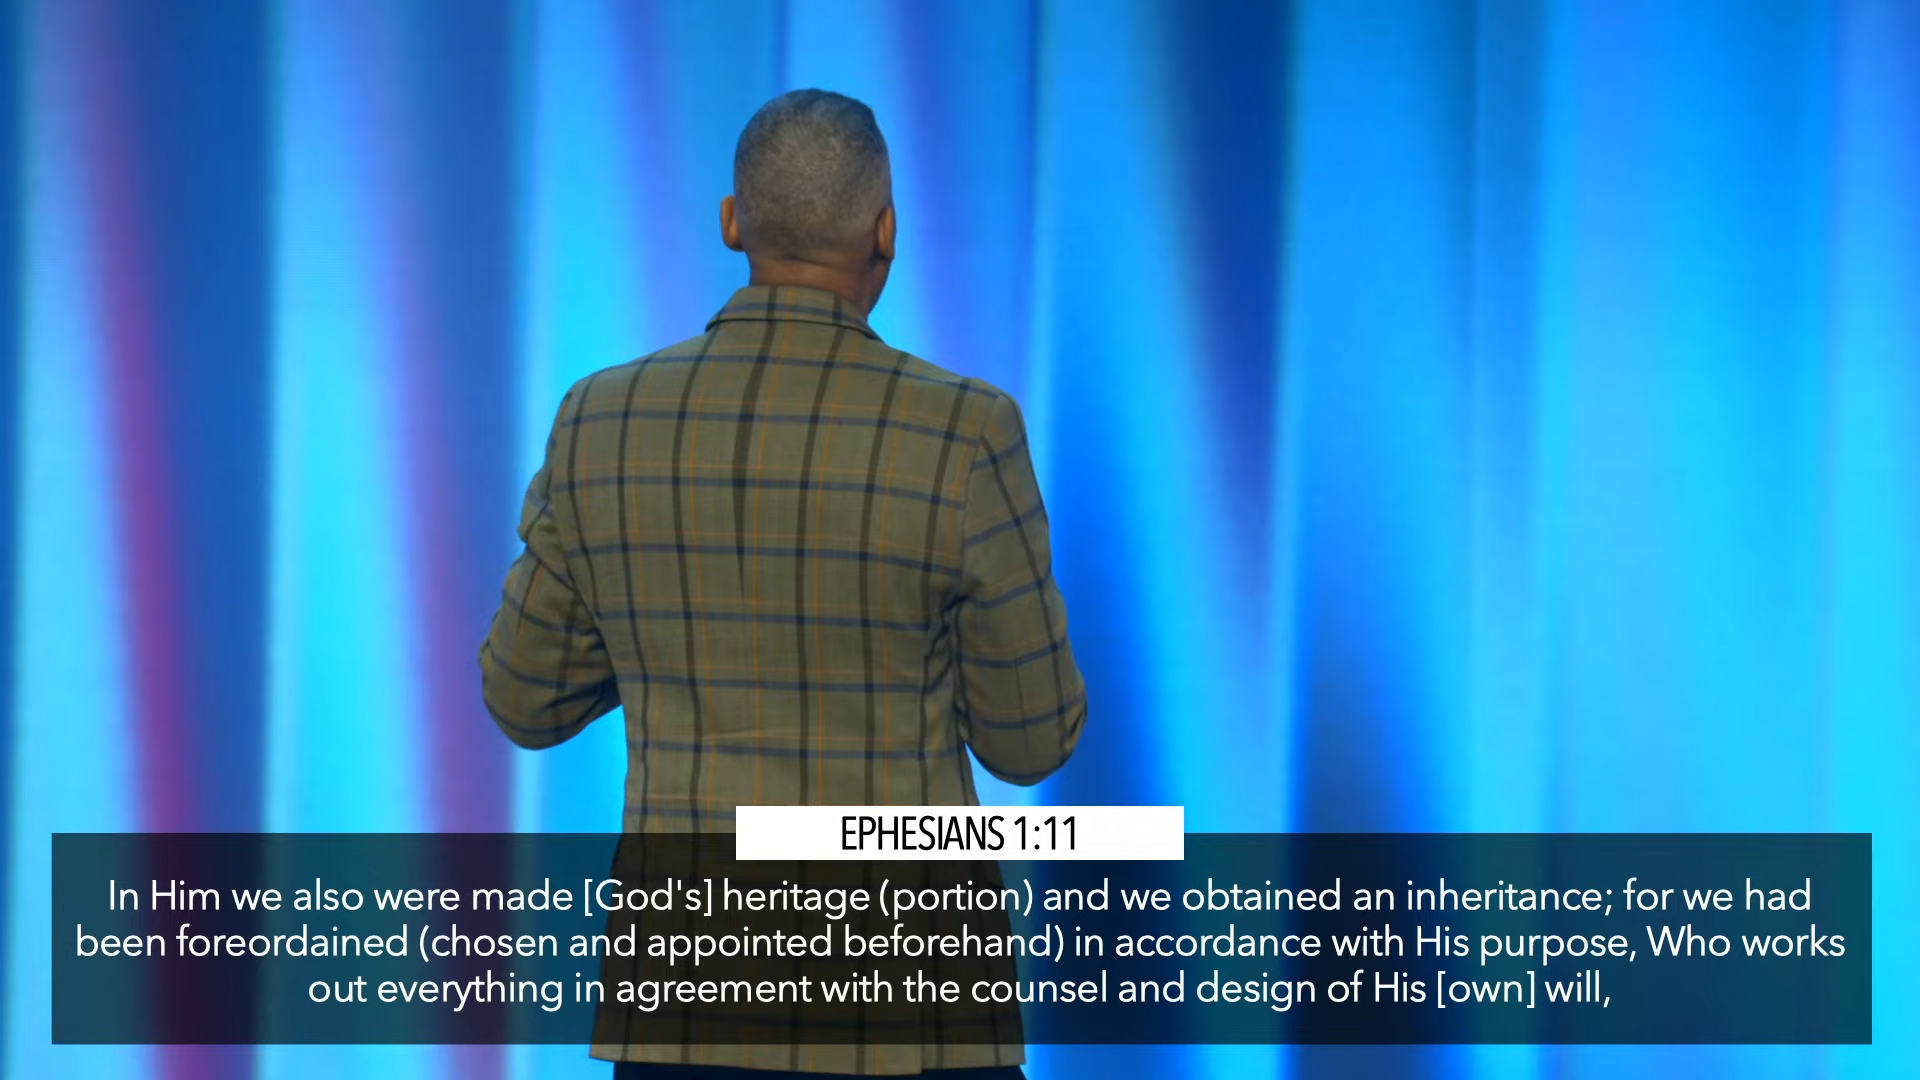 EPHESIANS 1:11
In Him we also were made [God's] heritage (portion) and we obtained an inheritance; for we had
been foreordained (chosen and appointed beforehand) in accordance with His purpose, Who works
out everything in agreement with the counsel and design of His [own] will,